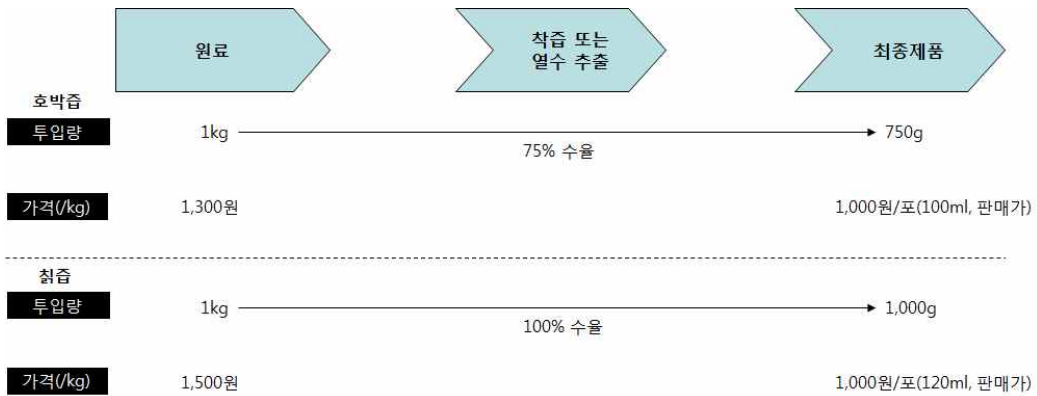 원료
착즙 또는
열수 추출
최종제품
호박즙
투입량
1kg
750g
75% 수율
가격(/kg)
1,300원
1,000원/포(100ml, 판매가)
칡즙
투입량
1kg
1,000g
100% 수율
가격(/kg)
1,500원
1,000원/포(120ml, 판매가)